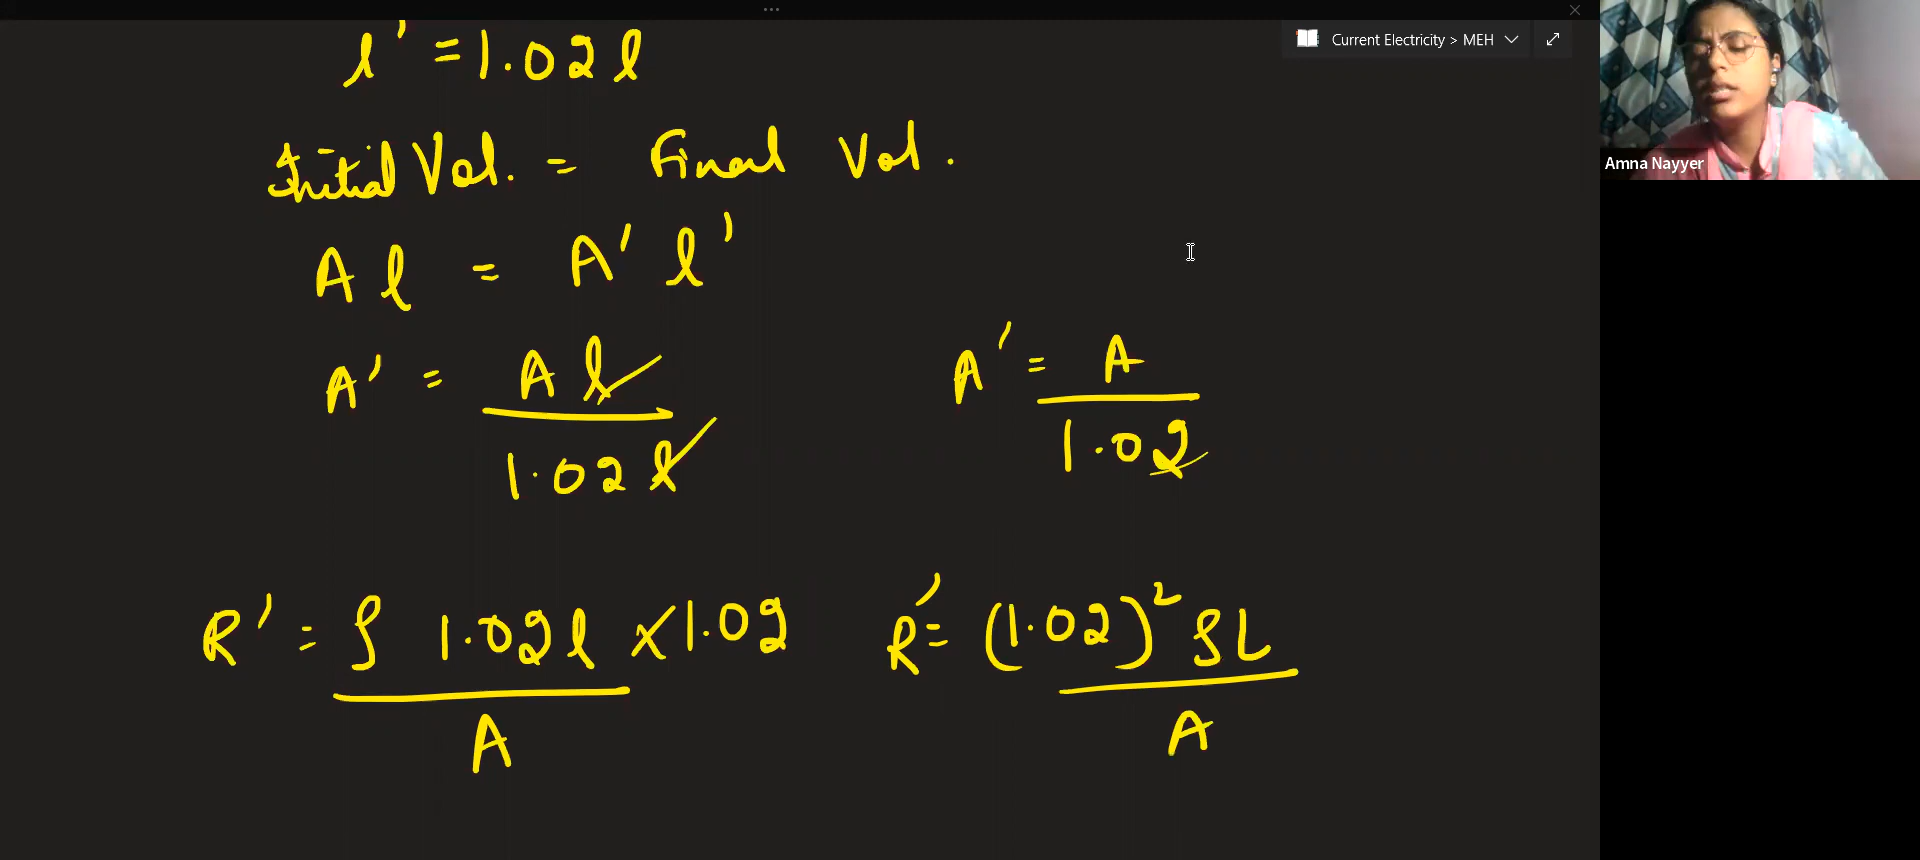 l' = 1.02 l
Current Electricity > MEH
Initial Vol. = Final Vol.
A l = A' l'
A' = A l / 1.02 l
A' = A / 1.02
R' = ρ 1.02 l / A × 1.02
R' = (1.02)² ρ L / A
Amna Nayyer